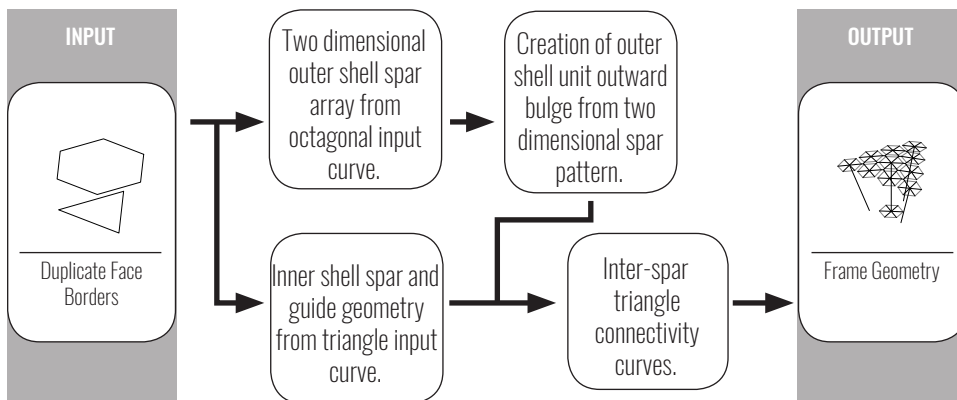 INPUT
Duplicate Face
Borders
Two dimensional
outer shell spar
array from
octagonal input
curve.
Creation of outer
shell unit outward
bulge from two
dimensional spar
pattern.
Inner shell spar and
guide geometry
from triangle input
curve.
Inter-spar
triangle
connectivity
curves.
OUTPUT
Frame Geometry